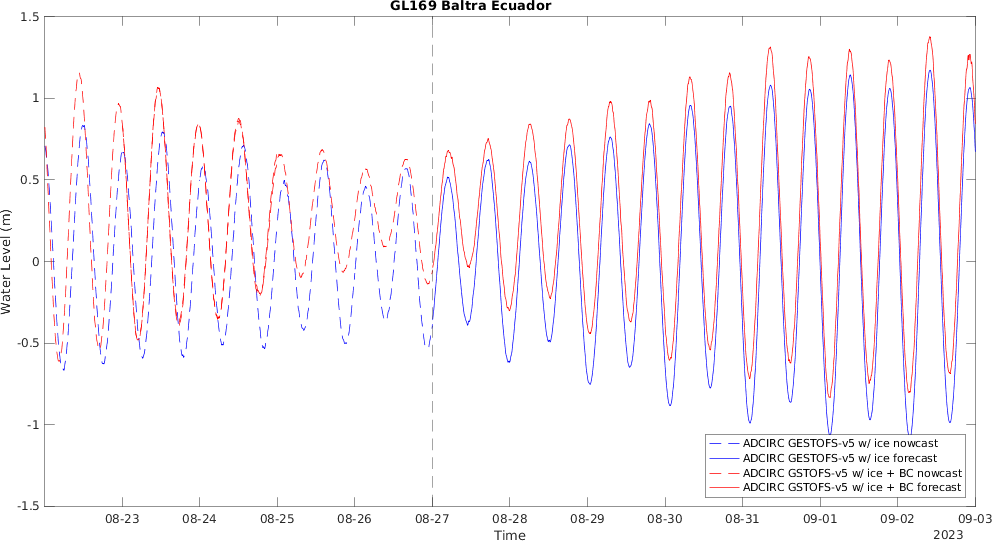 GL169 Baltra Ecuador
1.5
1
0.5
0
-0.5
-1
-1.5
Water Level (m)
ADCIRC GESTOFS-v5 w/ ice nowcast
ADCIRC GESTOFS-v5 w/ ice forecast
ADCIRC GSTOFS-v5 w/ ice + BC nowcast
ADCIRC GSTOFS-v5 w/ ice + BC forecast
08-23 08-24 08-25 08-26 08-27 08-28 08-29 08-30 08-31 09-01 09-02 09-03
Time
2023